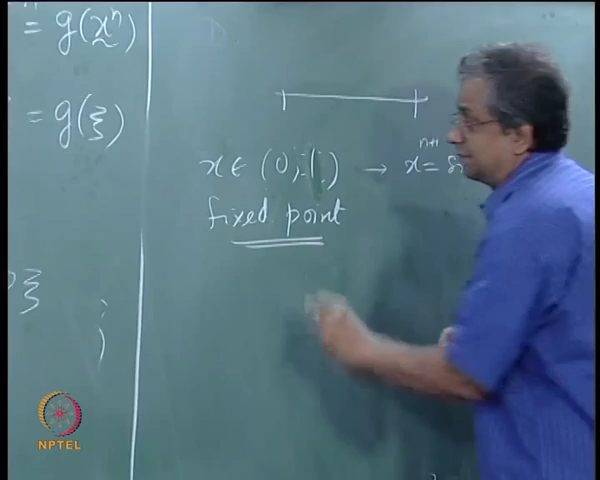 = g(x^n)
= g(ξ)
ξ
x ∈ (0, 1) → x^{n+1} =
fixed point
NPTEL